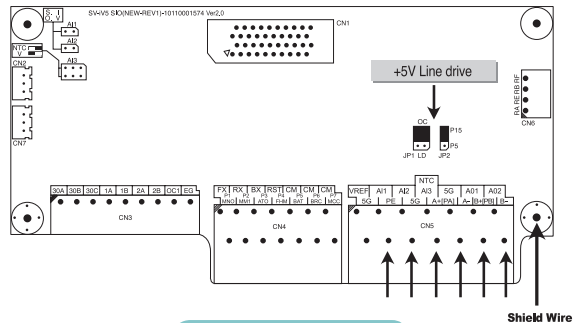 SV-iV5 SIO(NEW-REV1)-10110001574 Ver2,0
S. I
O. V
AI1
AI2
AI3
NTC
V
CN2
CN7
CN1
+5V Line drive
OC
P15
P5
JP1 LD JP2
RA RE RB RF
CN6
30A 30B 30C 1A 1B 2A 2B OC1 EG
CN3
FX RX BX RST CM CM CM
P1 P2 P3 P4 P5 P6 P7
MNO MM1 ATO FHM BAT BRC MCC
CN4
NTC
VREF AI1 AI2 AI3 5G A01 A02
5G PE 5G A+[PA] A− B+[PB] B−
CN5
Shield Wire